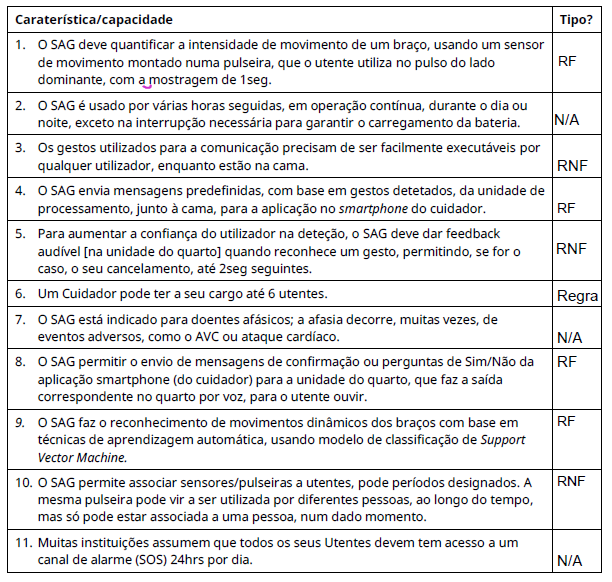 Caraterística/capacidade Tipo?
1. O SAG deve quantificar a intensidade de movimento de um braço, usando um sensor
de movimento montado numa pulseira, que o utente utiliza no pulso do lado RF
dominante, com a mostragem de 1seg.
2. O SAG é usado por várias horas seguidas, em operação contínua, durante o dia ou
noite, exceto na interrupção necessária para garantir o carregamento da bateria. N/A
3. Os gestos utilizados para a comunicação precisam de ser facilmente executáveis por
qualquer utilizador, enquanto estão na cama. RNF
4. O SAG envia mensagens predefinidas, com base em gestos detetados, da unidade de
processamento, junto à cama, para a aplicação no smartphone do cuidador. RF
5. Para aumentar a confiança do utilizador na deteção, o SAG deve dar feedback
audível [na unidade do quarto] quando reconhece um gesto, permitindo, se for o RNF
caso, o seu cancelamento, até 2seg seguintes.
6. Um Cuidador pode ter a seu cargo até 6 utentes. Regra
7. O SAG está indicado para doentes afásicos; a afasia decorre, muitas vezes, de
eventos adversos, como o AVC ou ataque cardíaco. N/A
8. O SAG permitir o envio de mensagens de confirmação ou perguntas de Sim/Não da RF
aplicação smartphone (do cuidador) para a unidade do quarto, que faz a saída
correspondente no quarto por voz, para o utente ouvir.
9. O SAG faz o reconhecimento de movimentos dinâmicos dos braços com base em RF
técnicas de aprendizagem automática, usando modelo de classificação de Support
Vector Machine.
10. O SAG permite associar sensores/pulseiras a utentes, pode períodos designados. A RNF
mesma pulseira pode vir a ser utilizada por diferentes pessoas, ao longo do tempo,
mas só pode estar associada a uma pessoa, num dado momento.
11. Muitas instituições assumem que todos os seus Utentes devem tem acesso a um
canal de alarme (SOS) 24hrs por dia. N/A